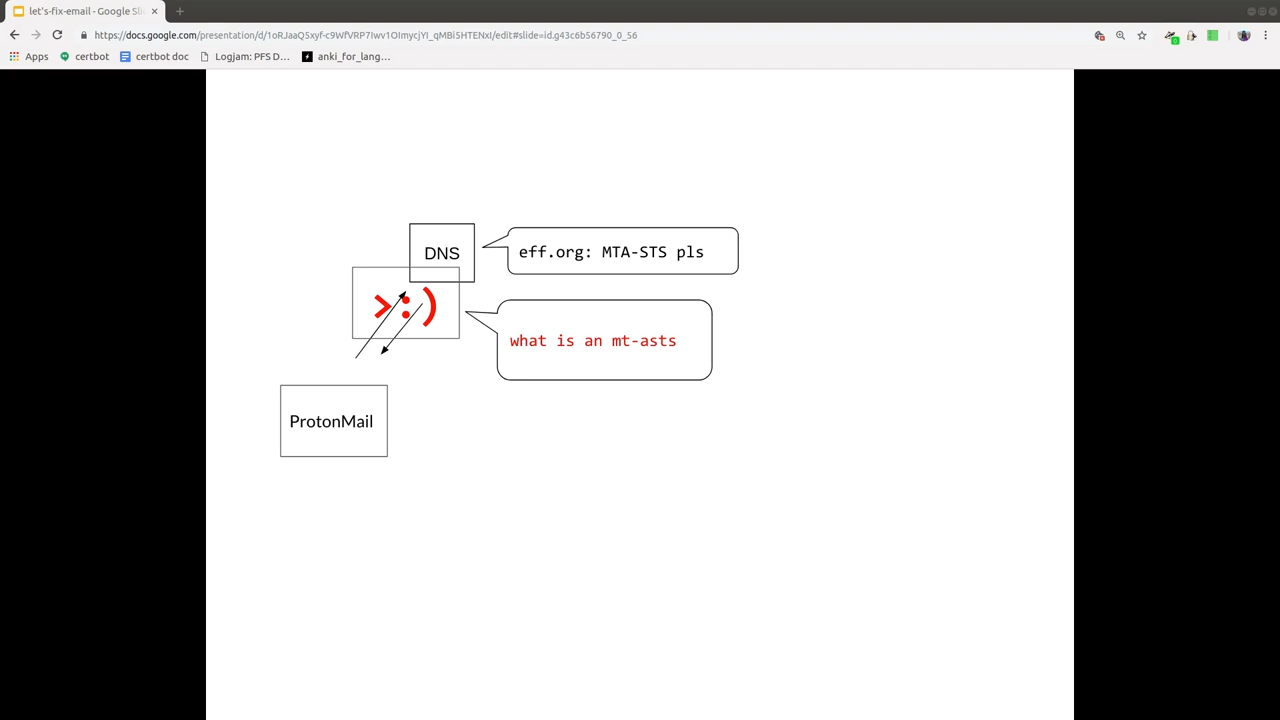 let's-fix-email - Google Sli
https://docs.google.com/presentation/d/1oRJaaQSxyf-c9WfVRP7Iwv1OImycjYI_qMBi5HTENxI/edit#slide=id.g43c6b56790_0_56
Apps certbot certbot doc Logjam: PFS D... anki_for_lang...
DNS
eff.org: MTA-STS pls
>:)
what is an mt-asts
ProtonMail